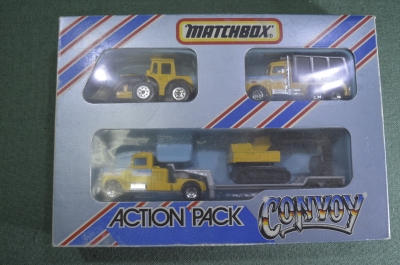 MATCHBOX
ACTION PACK CONVOY